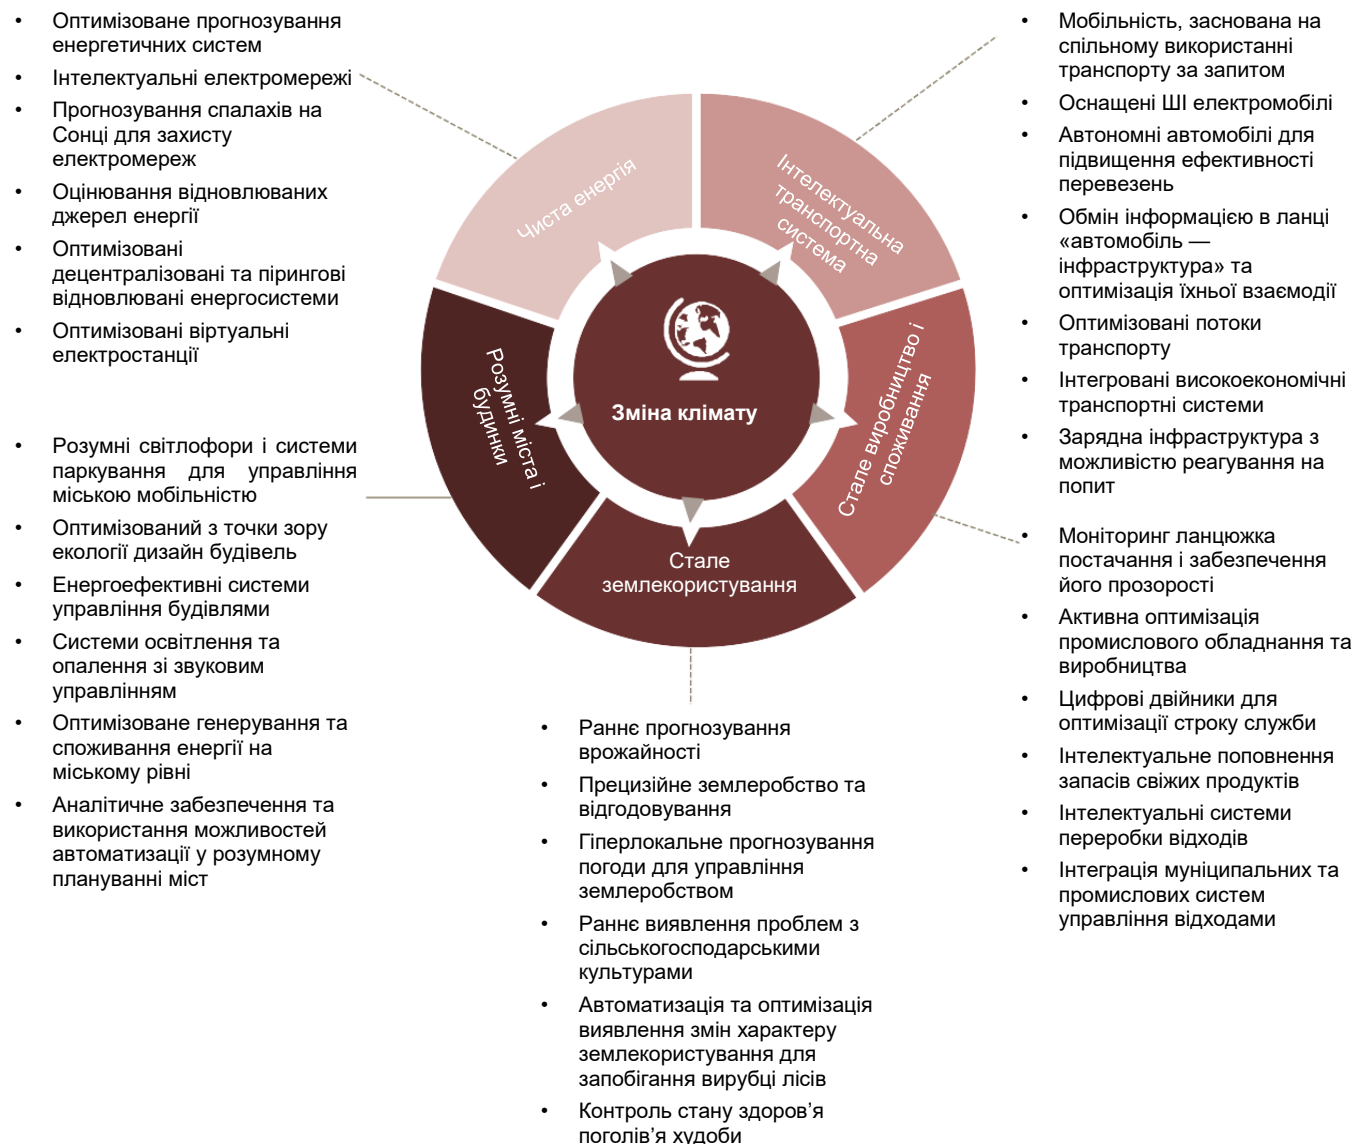 • Оптимізоване прогнозування
енергетичних систем
• Інтелектуальні електромережі
• Прогнозування спалахів на
Сонці для захисту
електромереж
• Оцінювання відновлюваних
джерел енергії
• Оптимізовані
децентралізовані та пірингові
відновлювані енергосистеми
• Оптимізовані віртуальні
електростанції
• Розумні світлофори і системи
паркування для управління
міською мобільністю
• Оптимізований з точки зору
екології дизайн будівель
• Енергоефективні системи
управління будівлями
• Системи освітлення та
опалення зі звуковим
управлінням
• Оптимізоване генерування та
споживання енергії на
міському рівні
• Аналітичне забезпечення та
використання можливостей
автоматизації у розумному
плануванні міст
Чиста енергія
Інтелектуальна
транспортна
система
Стале виробництво і
споживання
Стале
землекористування
Розумні міста і
будинки
Зміна клімату
• Раннє прогнозування
врожайності
• Прецизійне землеробство та
відгодовування
• Гіперлокальне прогнозування
погоди для управління
землеробством
• Раннє виявлення проблем з
сільськогосподарськими
культурами
• Автоматизація та оптимізація
виявлення змін характеру
землекористування для
запобігання вирубці лісів
• Контроль стану здоров’я
поголів’я худоби
• Мобільність, заснована на
спільному використанні
транспорту за запитом
• Оснащені ШІ електромобілі
• Автономні автомобілі для
підвищення ефективності
перевезень
• Обмін інформацією в ланці
«автомобіль —
інфраструктура» та
оптимізація їхньої взаємодії
• Оптимізовані потоки
транспорту
• Інтегровані високоекономічні
транспортні системи
• Зарядна інфраструктура з
можливістю реагування на
попит
• Моніторинг ланцюжка
постачання і забезпечення
його прозорості
• Активна оптимізація
промислового обладнання та
виробництва
• Цифрові двійники для
оптимізації строку служби
• Інтелектуальне поповнення
запасів свіжих продуктів
• Інтелектуальні системи
переробки відходів
• Інтеграція муніципальних та
промислових систем
управління відходами